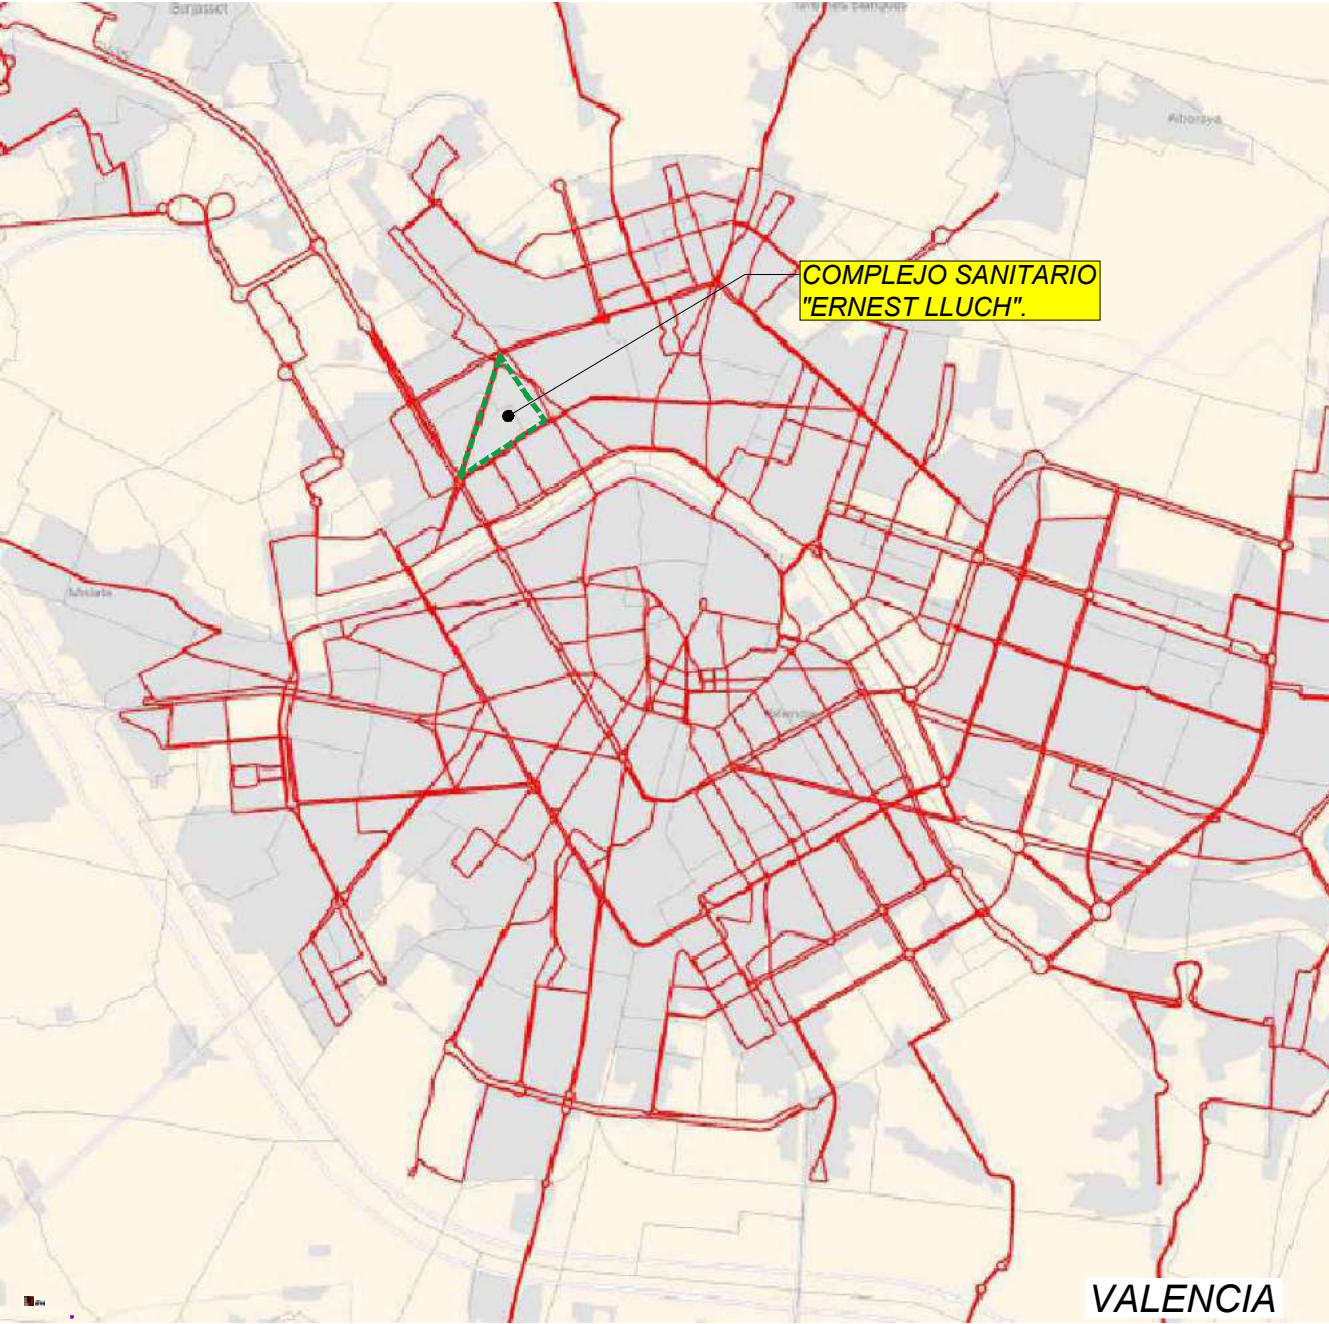 Burjassot
Alboraya
COMPLEJO SANITARIO
"ERNEST LLUCH".
Mislata
Valencia
VALENCIA